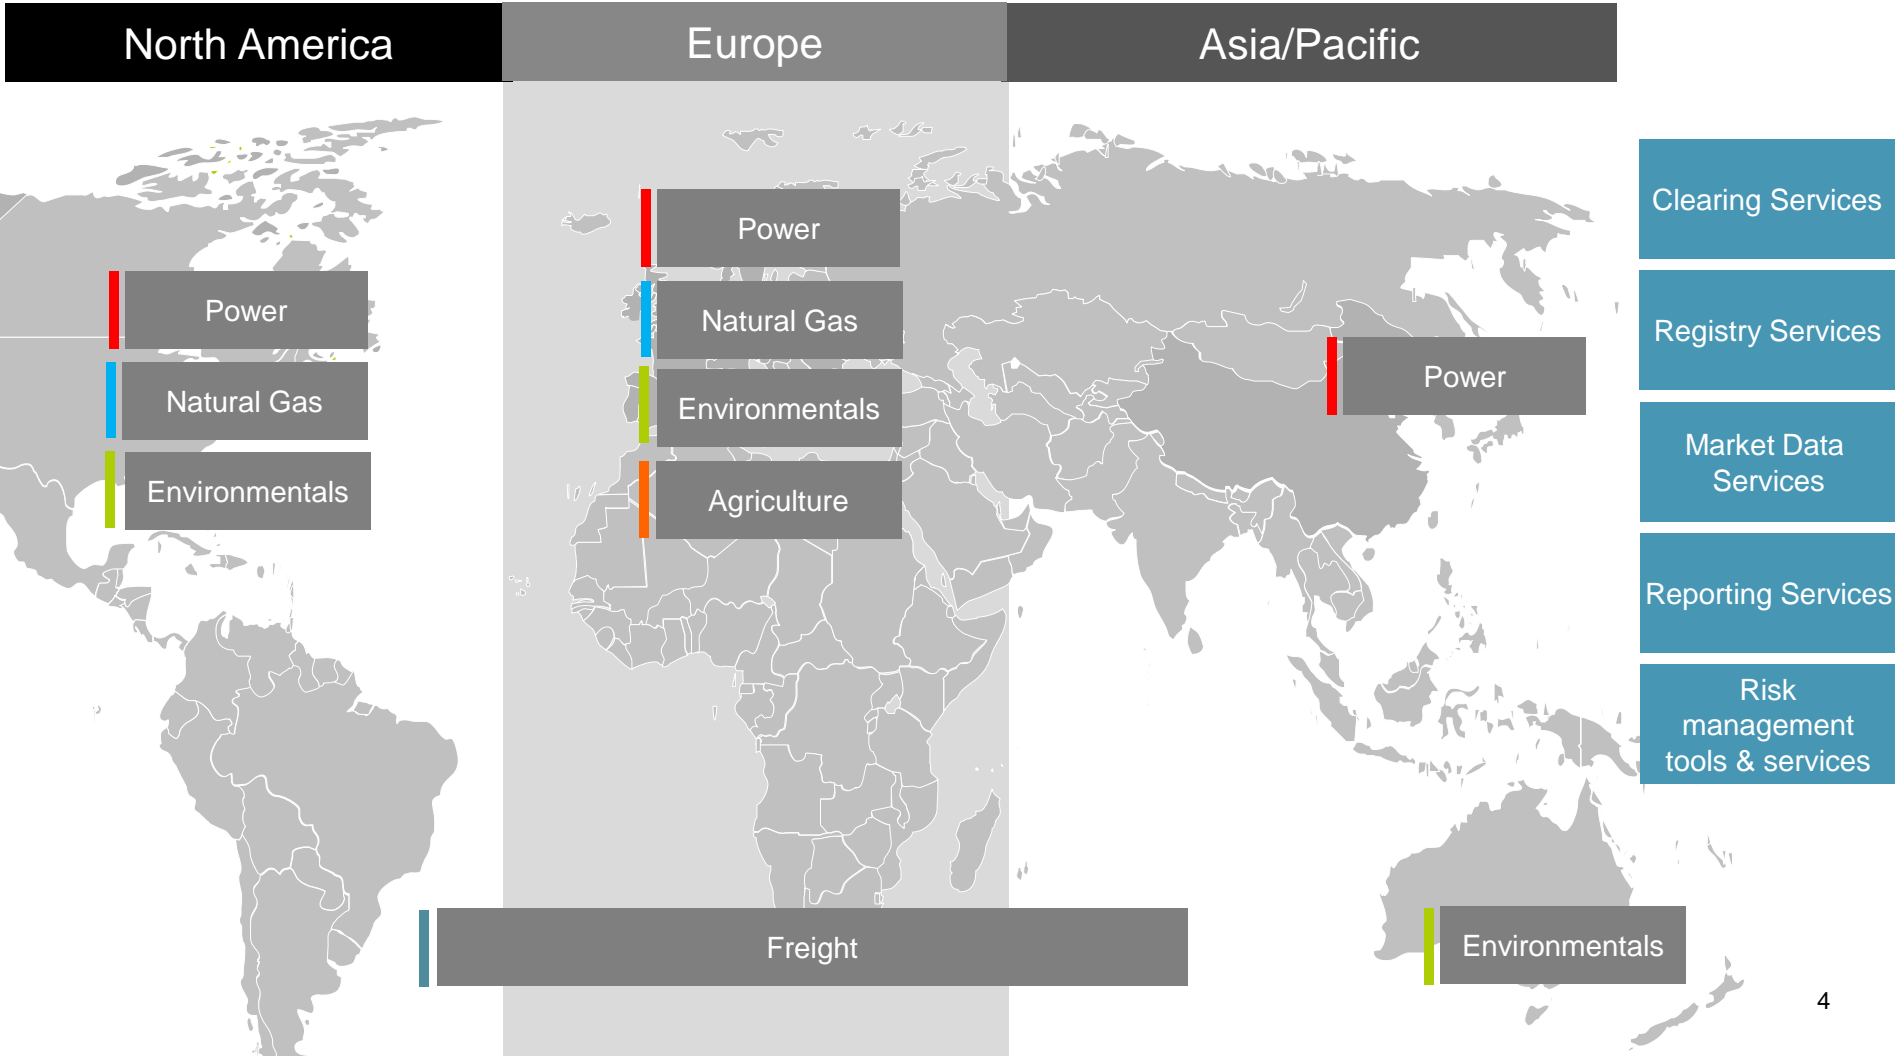 North America
Europe
Asia/Pacific
Power
Natural Gas
Environmentals
Power
Natural Gas
Environmentals
Agriculture
Power
Environmentals
Freight
Clearing Services
Registry Services
Market Data
Services
Reporting Services
Risk
management
tools & services
4